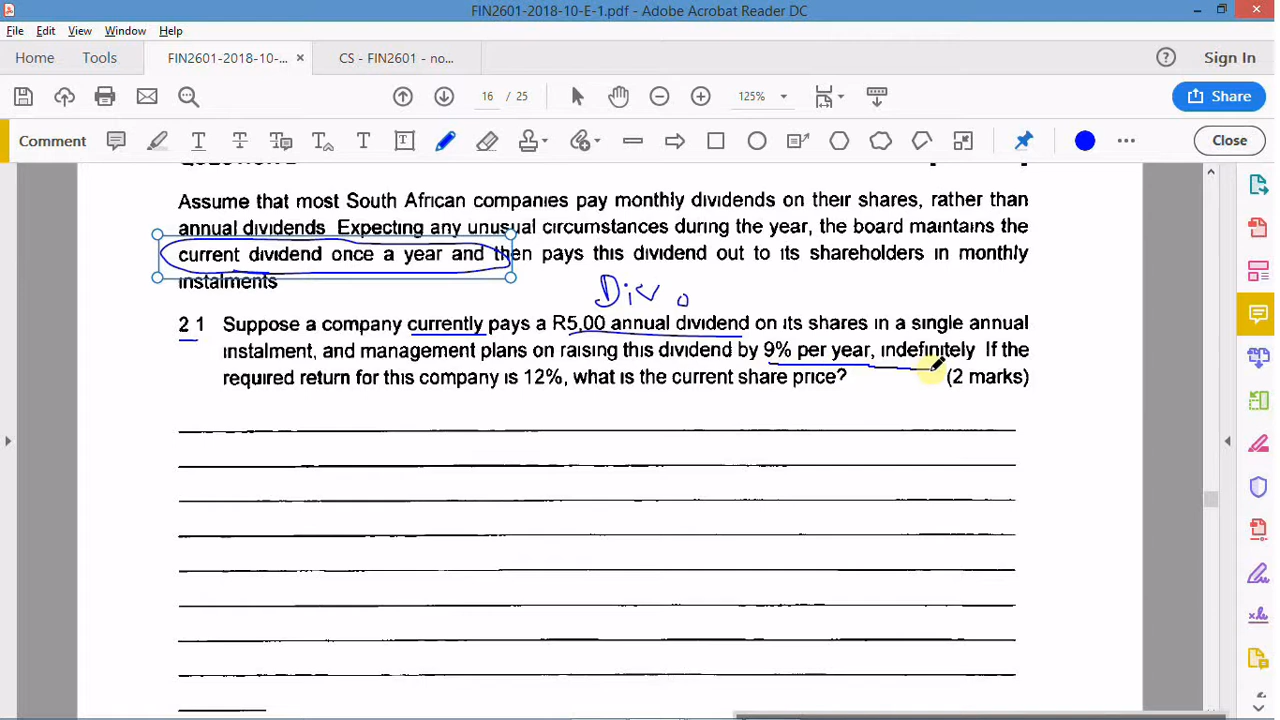 FIN2601-2018-10-E-1.pdf - Adobe Acrobat Reader DC
File Edit View Window Help
Home Tools FIN2601-2018-10-... × CS - FIN2601 - no... Sign In
16 / 25 125% Share
Comment Close
Assume that most South African companies pay monthly dividends on their shares, rather than
annual dividends Expecting any unusual circumstances during the year, the board maintains the
current dividend once a year and then pays this dividend out to its shareholders in monthly
instalments
Div 0
2 1 Suppose a company currently pays a R5,00 annual dividend on its shares in a single annual
instalment, and management plans on raising this dividend by 9% per year, indefinitely If the
required return for this company is 12%, what is the current share price? (2 marks)